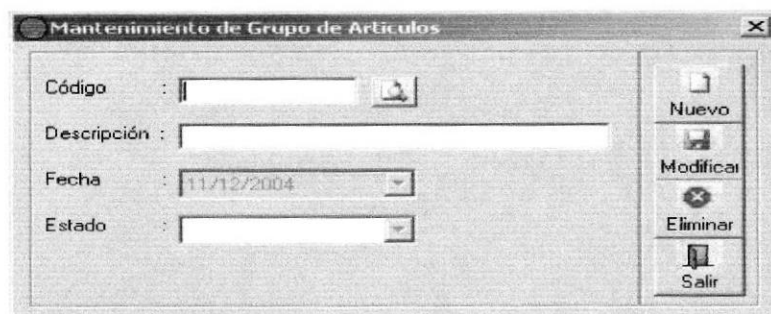 Mantenimiento de Grupo de Articulos
Código :
Descripción :
Fecha : 11/12/2004
Estado :
Nuevo
Modificar
Eliminar
Salir